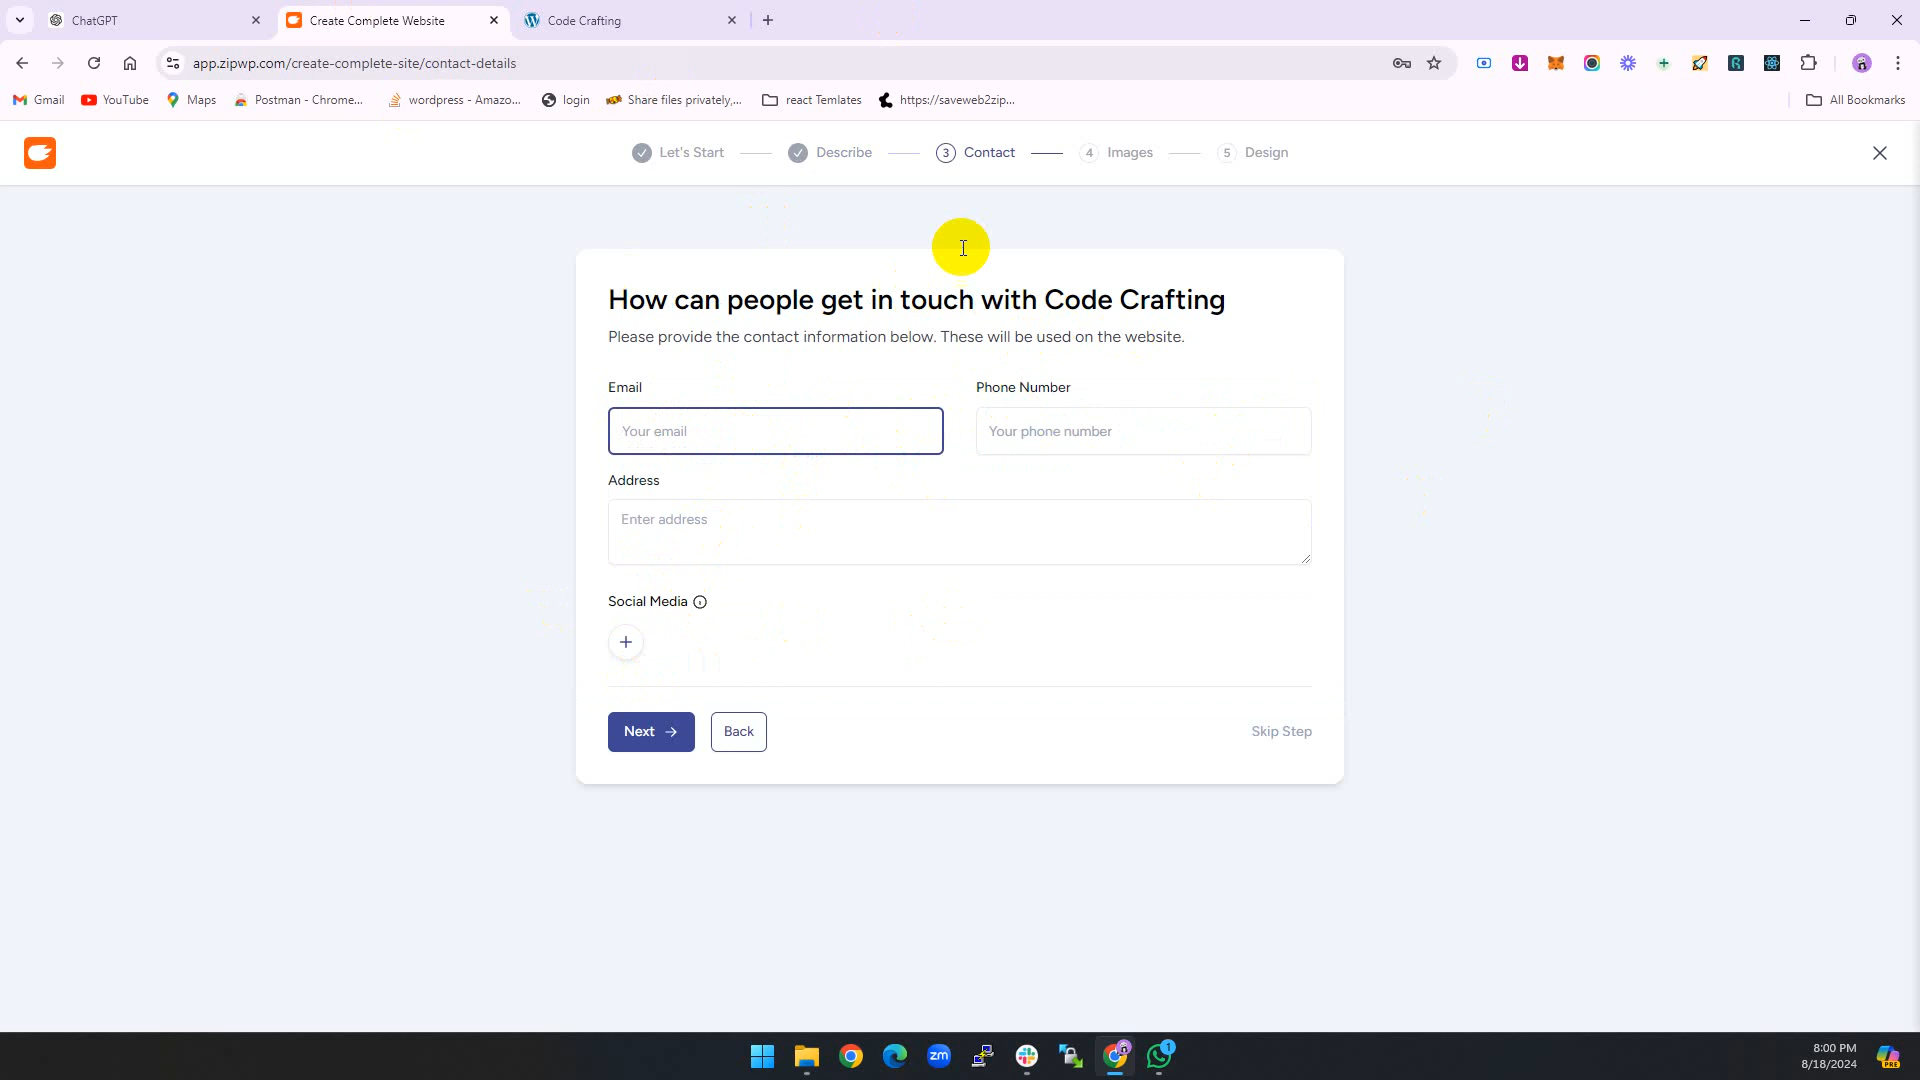 ChatGPT
Create Complete Website
Code Crafting
app.zipwp.com/create-complete-site/contact-details
Gmail
YouTube
Maps
Postman - Chrome...
wordpress - Amazo...
login
Share files privately,...
react Temlates
https://saveweb2zip...
All Bookmarks
Let's Start
Describe
3 Contact
4 Images
5 Design
How can people get in touch with Code Crafting
Please provide the contact information below. These will be used on the website.
Email
Phone Number
Your email
Your phone number
Address
Enter address
Social Media
Next
Back
Skip Step
zm
1
8:00 PM
8/18/2024
PRE